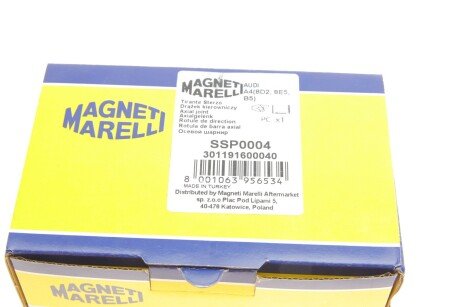 MAGNETI
MARELLI
MAGNETI
MARELLI
AUDI
A4(8D2, 8E5,
B5)
Tirante Sterzo
Drążek kierowniczy
Axial joint
Axialgelenk
Rotule de direction
Rotula de barra axial
Осевой шарнир
PC x1
SSP0004
301191600040
8 001063 956534
MADE IN TURKEY
Distributed by Magneti Marelli Aftermarket
sp. z.o.o Plac Pod Lipami 5,
40-476 Katowice, Poland
MAGNETI
MARELLI